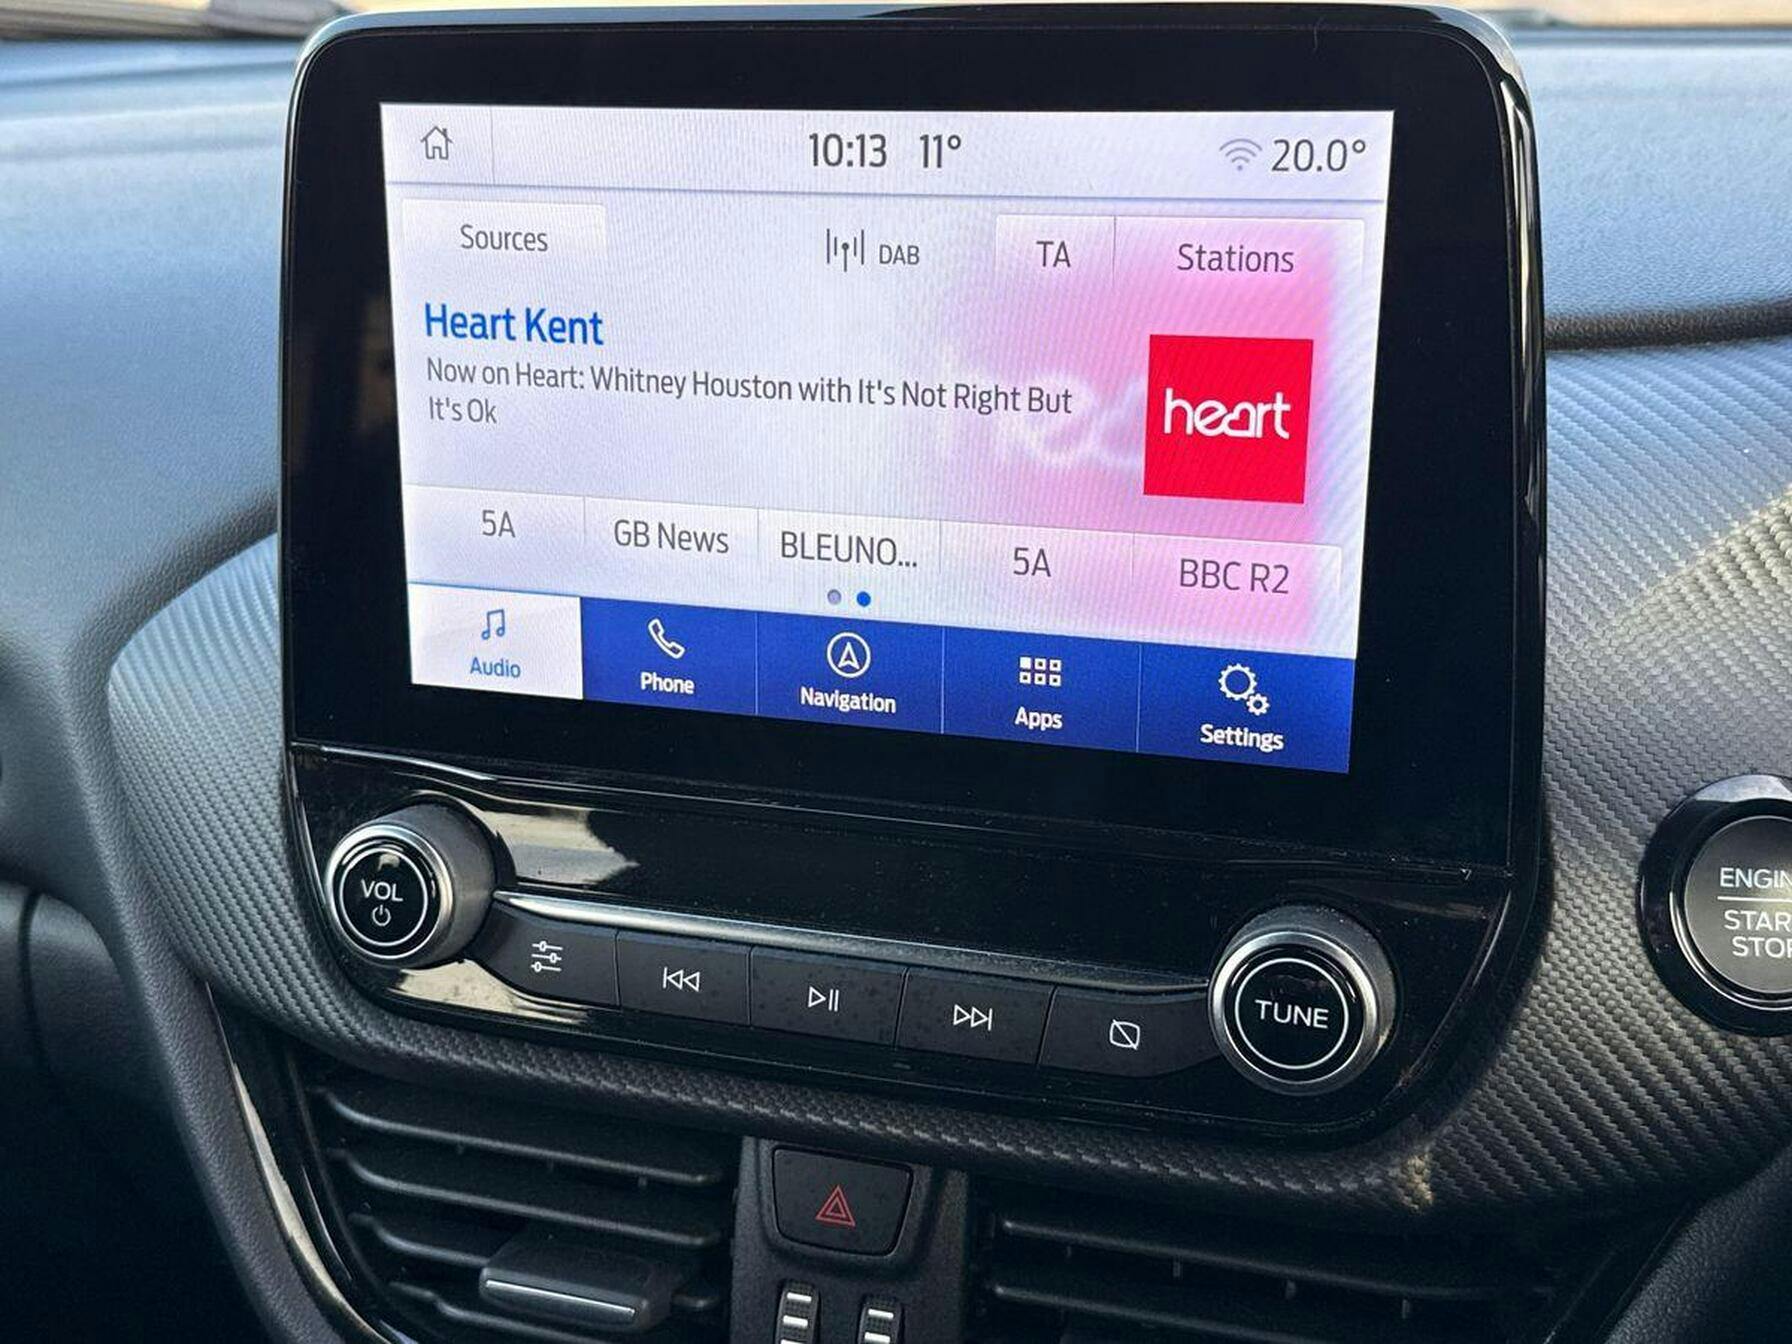 10:13 11° 20.0°
Sources DAB TA Stations
Heart Kent
Now on Heart: Whitney Houston with It's Not Right But
It's Ok
heart
5A GB News BLEUNO... 5A BBC R2
Audio Phone Navigation Apps Settings
VOL
TUNE
ENGIN
STAR
STOP